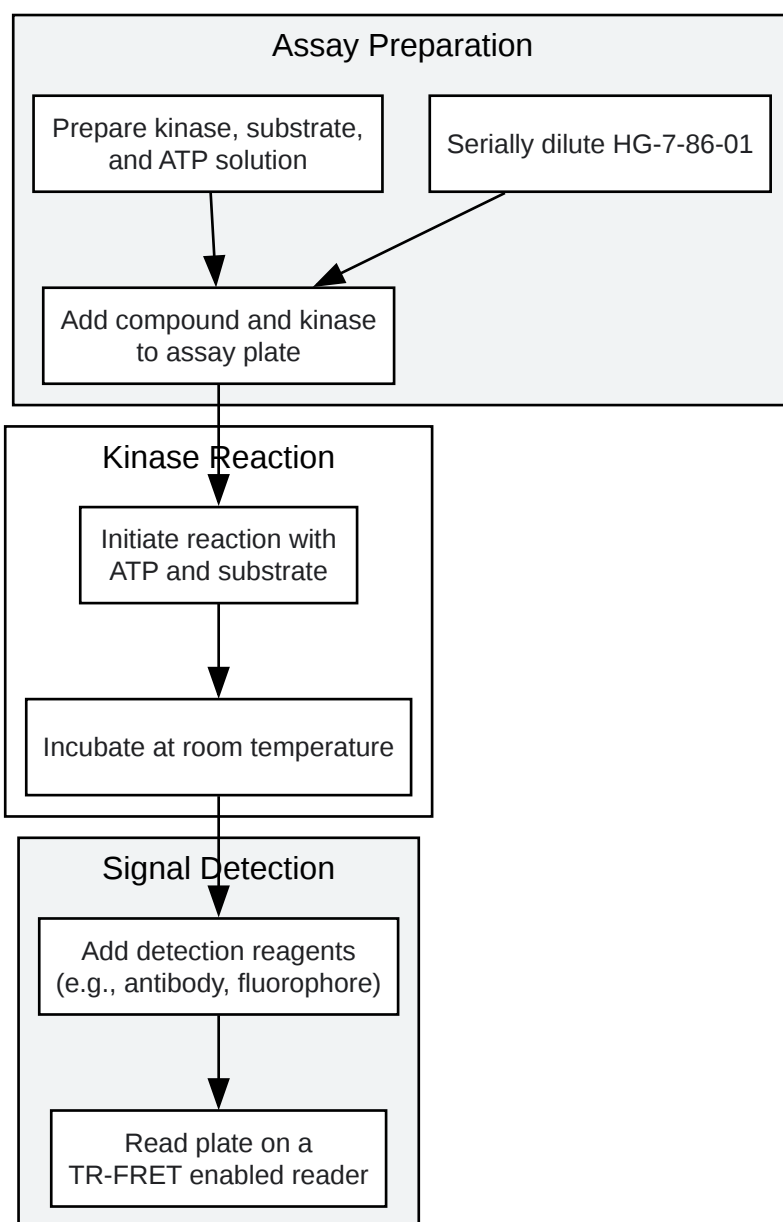 Assay Preparation
Prepare kinase, substrate,
and ATP solution
Serially dilute HG-7-86-01
Add compound and kinase
to assay plate
Kinase Reaction
Initiate reaction with
ATP and substrate
Incubate at room temperature
Signal Detection
Add detection reagents
(e.g., antibody, fluorophore)
Read plate on a
TR-FRET enabled reader